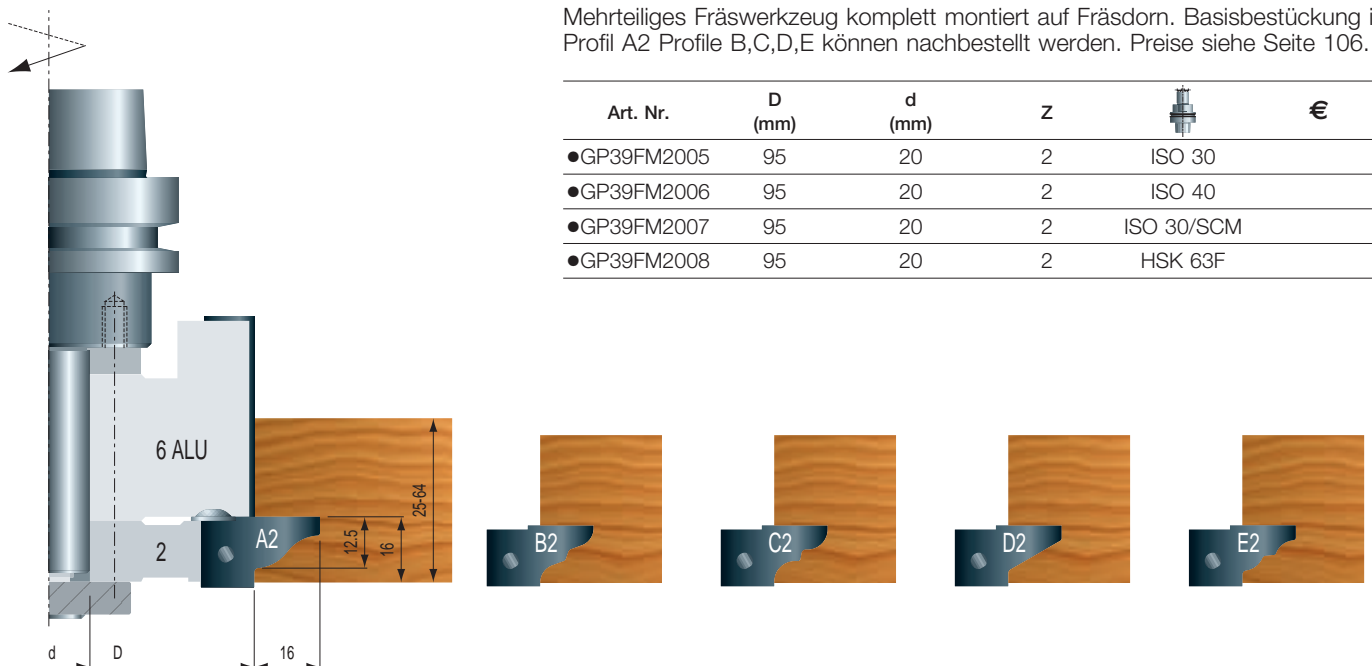 Mehrteiliges Fräswerkzeug komplett montiert auf Fräsdorn. Basisbestückung i
Profil A2 Profile B,C,D,E können nachbestellt werden. Preise siehe Seite 106.
Art. Nr. D (mm) d (mm) Z €
●GP39FM2005 95 20 2 ISO 30
●GP39FM2006 95 20 2 ISO 40
●GP39FM2007 95 20 2 ISO 30/SCM
●GP39FM2008 95 20 2 HSK 63F
6 ALU
25-64
2
A2
12.5
16
B2
C2
D2
E2
d
D
16